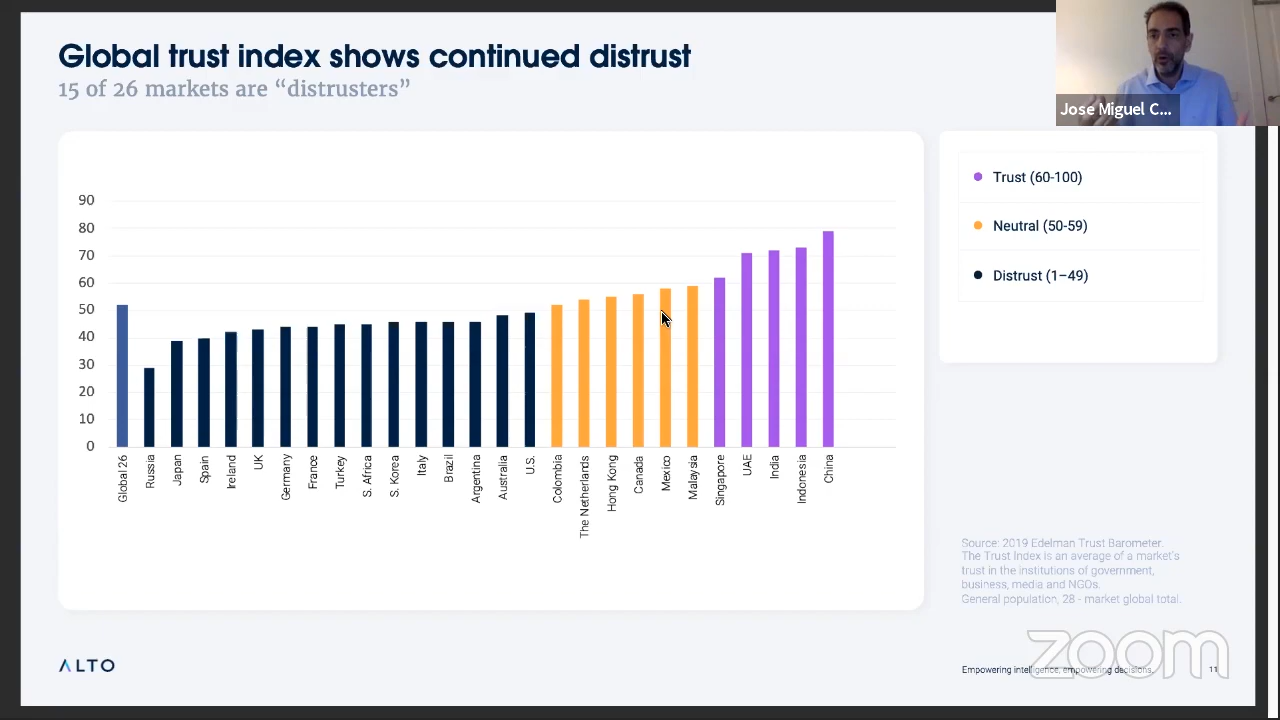 Global trust index shows continued distrust
15 of 26 markets are “distrusters”
Jose Miguel C...
90
80
70
60
50
40
30
20
10
0
Global 26
Russia
Japan
Spain
Ireland
UK
Germany
France
Turkey
S. Africa
S. Korea
Italy
Brazil
Argentina
Australia
U.S.
Colombia
The Netherlands
Hong Kong
Canada
Mexico
Malaysia
Singapore
UAE
India
Indonesia
China
Trust (60-100)
Neutral (50-59)
Distrust (1–49)
Source: 2019 Edelman Trust Barometer.
The Trust Index is an average of a market's
trust in the institutions of government,
business, media and NGOs.
General population, 28 - market global total.
ALTO
Empowering intelligence, empowering decisions.
11
zoom